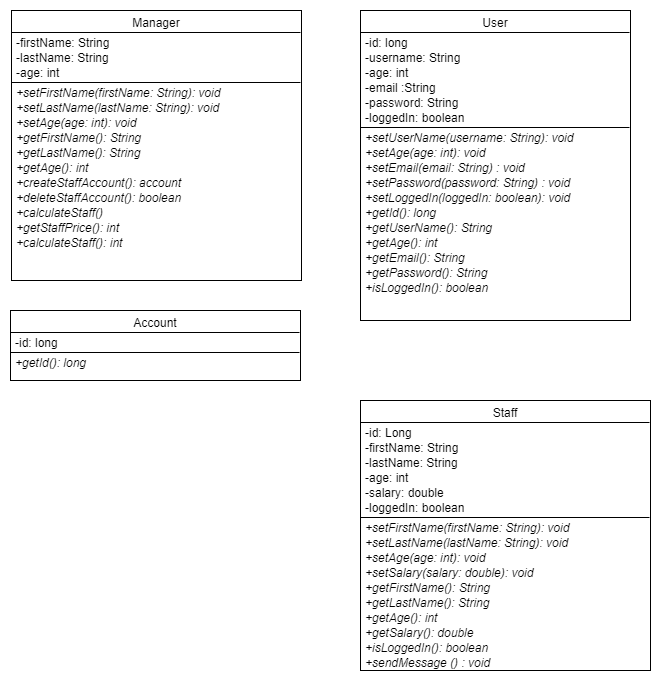 Manager
-firstName: String
-lastName: String
-age: int
+setFirstName(firstName: String): void
+setLastName(lastName: String): void
+setAge(age: int): void
+getFirstName(): String
+getLastName(): String
+getAge(): int
+createStaffAccount(): account
+deleteStaffAccount(): boolean
+calculateStaff()
+getStaffPrice(): int
+calculateStaff(): int
User
-id: long
-username: String
-age: int
-email :String
-password: String
-loggedIn: boolean
+setUserName(username: String): void
+setAge(age: int): void
+setEmail(email: String) : void
+setPassword(password: String) : void
+setLoggedIn(loggedIn: boolean): void
+getId(): long
+getUserName(): String
+getAge(): int
+getEmail(): String
+getPassword(): String
+isLoggedIn(): boolean
Account
-id: long
+getId(): long
Staff
-id: Long
-firstName: String
-lastName: String
-age: int
-salary: double
-loggedIn: boolean
+setFirstName(firstName: String): void
+setLastName(lastName: String): void
+setAge(age: int): void
+setSalary(salary: double): void
+getFirstName(): String
+getLastName(): String
+getAge(): int
+getSalary(): double
+isLoggedIn(): boolean
+sendMessage () : void